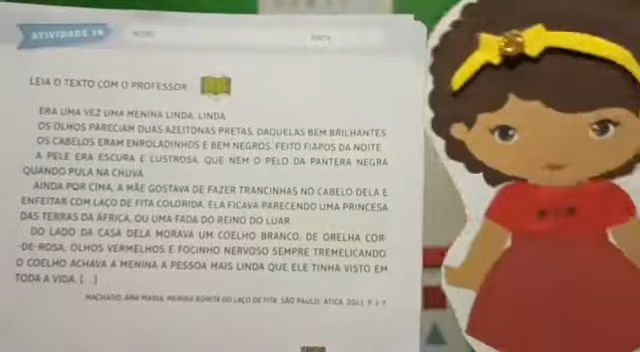 ATIVIDADE 26
NOME:
DATA:
LEIA O TEXTO COM O PROFESSOR
ERA UMA VEZ UMA MENINA LINDA, LINDA.
OS OLHOS PARECIAM DUAS AZEITONAS PRETAS, DAQUELAS BEM BRILHANTES.
OS CABELOS ERAM ENROLADINHOS E BEM NEGROS, FEITO FIAPOS DA NOITE.
A PELE ERA ESCURA E LUSTROSA, QUE NEM O PELO DA PANTERA NEGRA
QUANDO PULA NA CHUVA.
AINDA POR CIMA, A MÃE GOSTAVA DE FAZER TRANCINHAS NO CABELO DELA E
ENFEITAR COM LAÇO DE FITA COLORIDA. ELA FICAVA PARECENDO UMA PRINCESA
DAS TERRAS DA ÁFRICA, OU UMA FADA DO REINO DO LUAR.
DO LADO DA CASA DELA MORAVA UM COELHO BRANCO, DE ORELHA COR-
-DE-ROSA, OLHOS VERMELHOS E FOCINHO NERVOSO SEMPRE TREMELICANDO.
O COELHO ACHAVA A MENINA A PESSOA MAIS LINDA QUE ELE TINHA VISTO EM
TODA A VIDA. [...]
MACHADO, ANA MARIA. MENINA BONITA DO LAÇO DE FITA. SÃO PAULO: ÁTICA, 2011. P. 3-7.